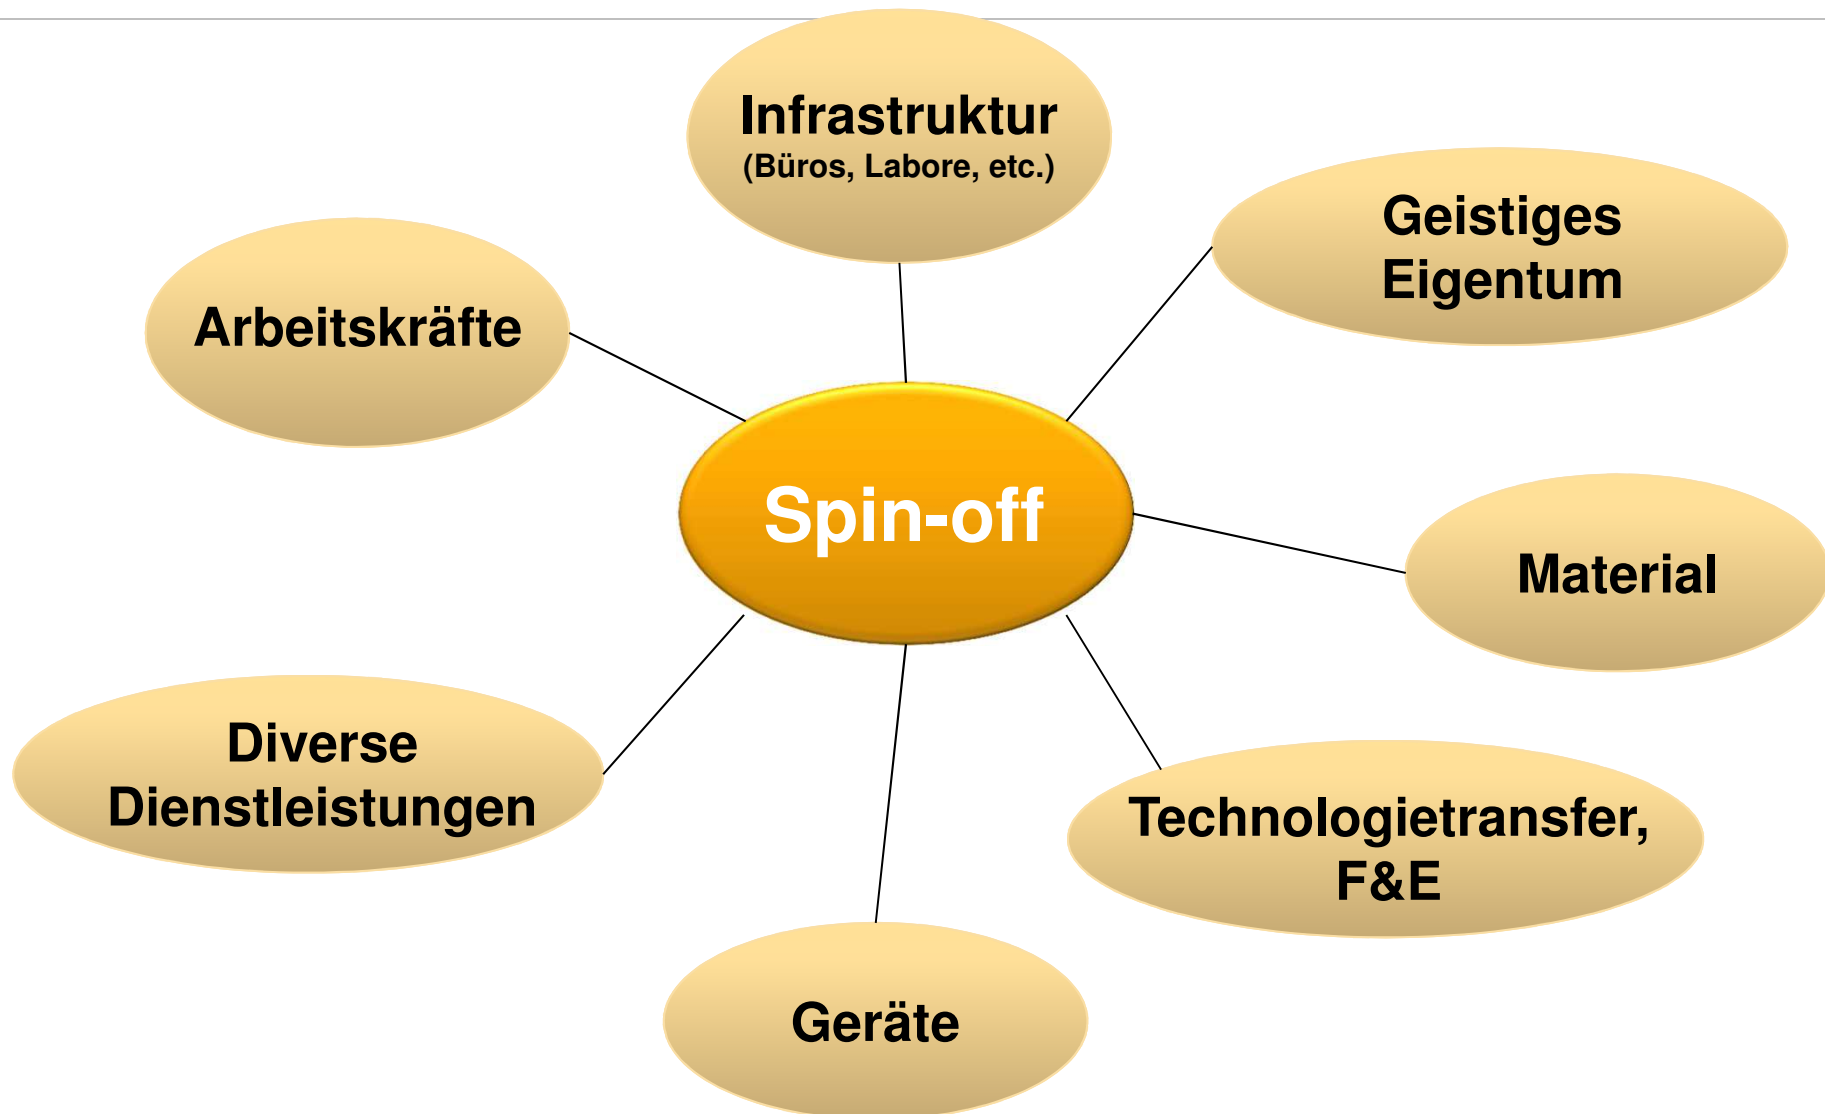 Infrastruktur
(Büros, Labore, etc.)
Geistiges
Eigentum
Arbeitskräfte
Spin-off
Material
Diverse
Dienstleistungen
Technologietransfer,
F&E
Geräte